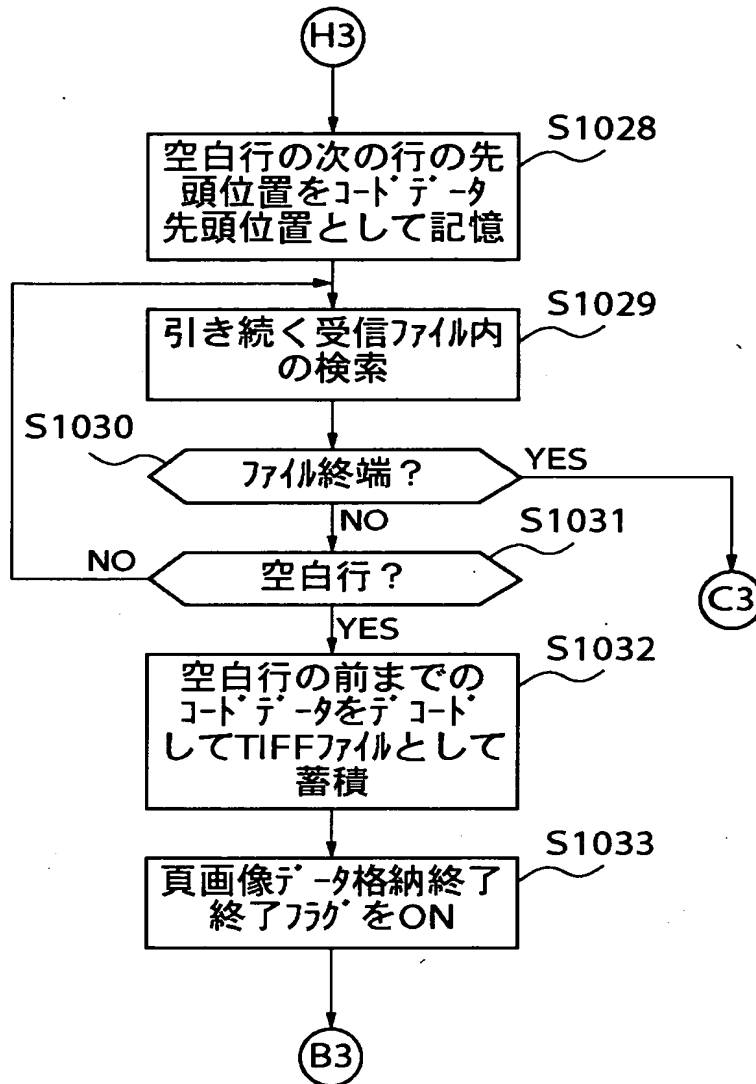 H3
S1028
空白行の次の行の先
頭位置をｺｰﾄﾞﾃﾞｰﾀ
先頭位置として記憶
S1029
引き続く受信ﾌｧｲﾙ内
の検索
S1030
ﾌｧｲﾙ終端？
YES
NO
S1031
NO
空白行？
C3
YES
S1032
空白行の前までの
ｺｰﾄﾞﾃﾞｰﾀをﾃﾞｺｰﾄﾞ
してTIFFﾌｧｲﾙとして
蓄積
S1033
頁画像ﾃﾞｰﾀ格納終了
終了ﾌﾗｸﾞをON
B3